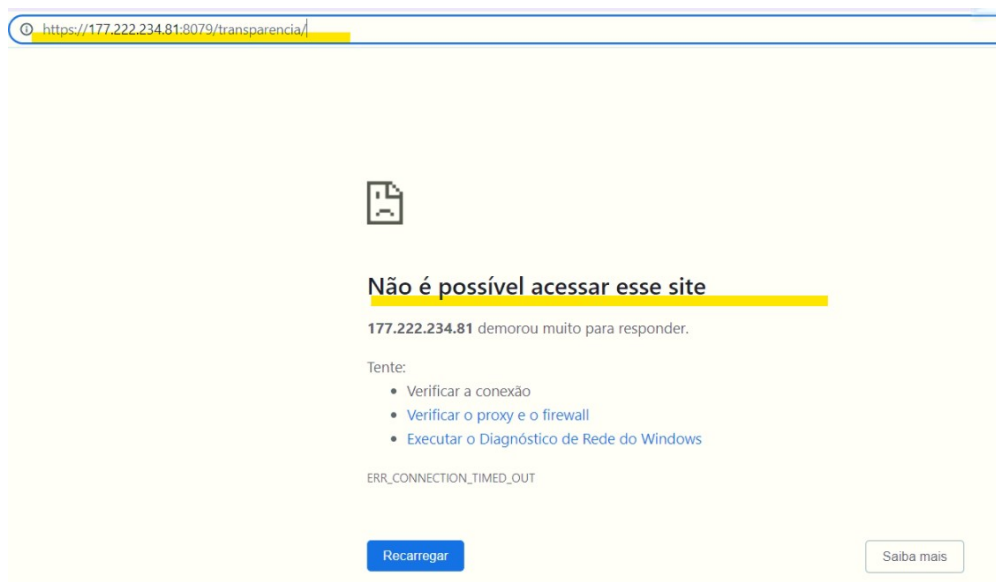 https://177.222.234.81:8079/transparencia/
Não é possível acessar esse site
177.222.234.81 demorou muito para responder.
Tente:
• Verificar a conexão
• Verificar o proxy e o firewall
• Executar o Diagnóstico de Rede do Windows
ERR_CONNECTION_TIMED_OUT
Recarregar
Saiba mais